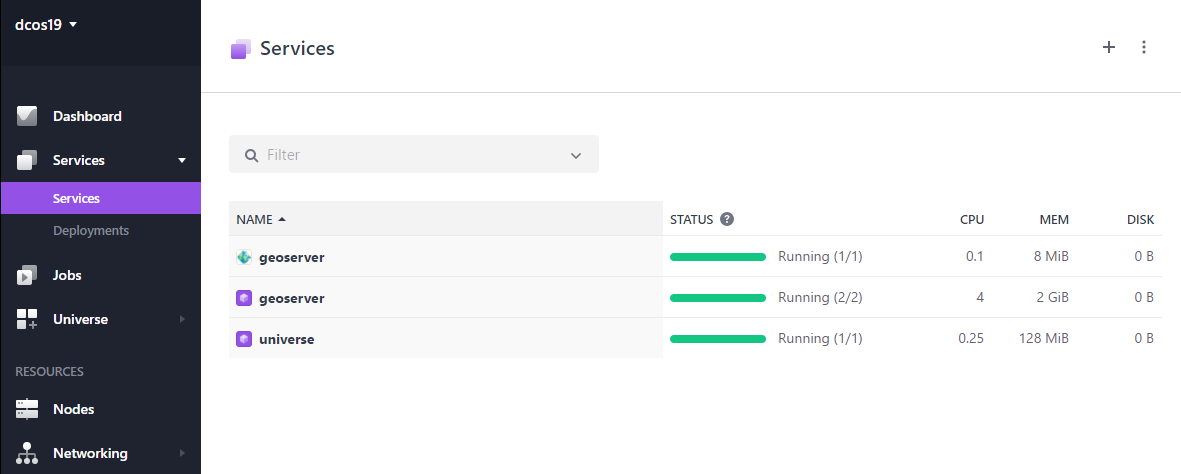 dcos19
Dashboard
Services
Services
Deployments
Jobs
Universe
RESOURCES
Nodes
Networking
Services
Filter
NAME STATUS ? CPU MEM DISK
geoserver Running (1/1) 0.1 8 MiB 0 B
geoserver Running (2/2) 4 2 GiB 0 B
universe Running (1/1) 0.25 128 MiB 0 B